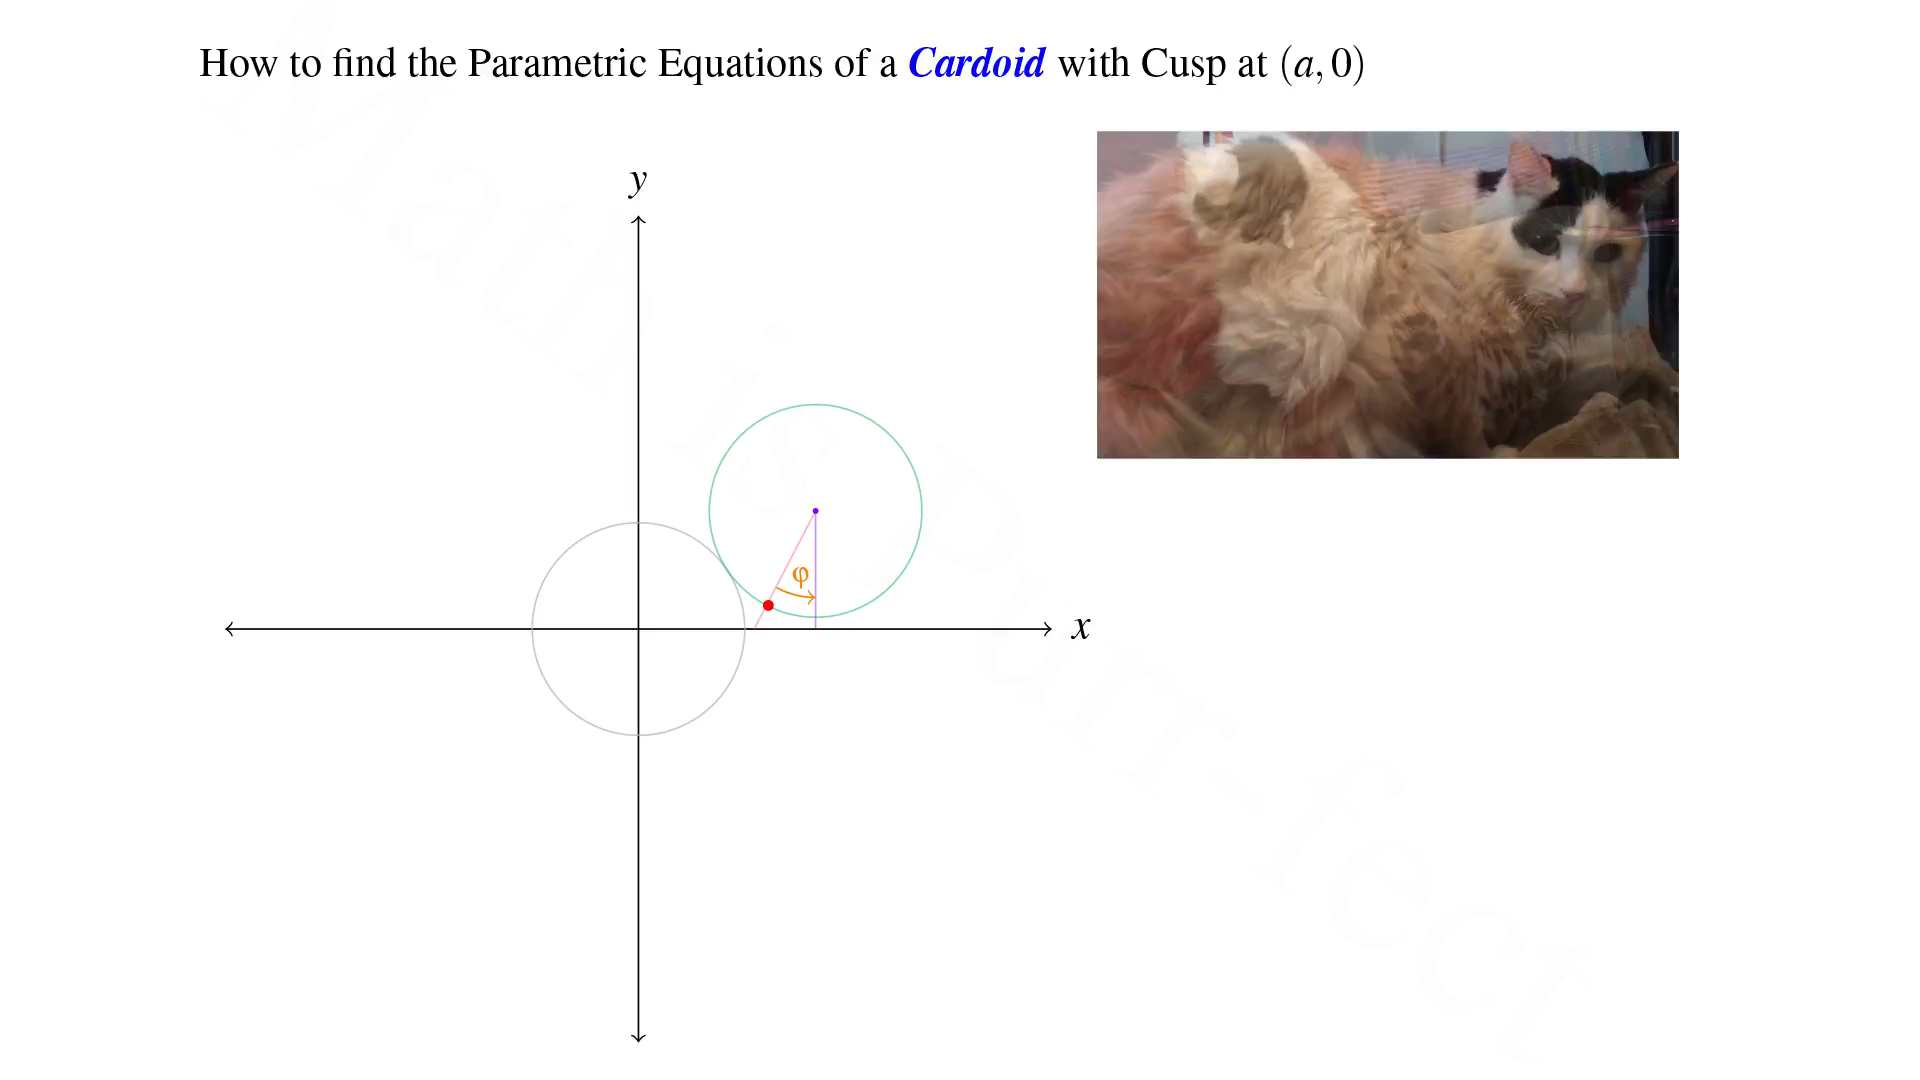 How to find the Parametric Equations of a Cardoid with Cusp at (a, 0)
y
φ
x
Math is Purr-fect